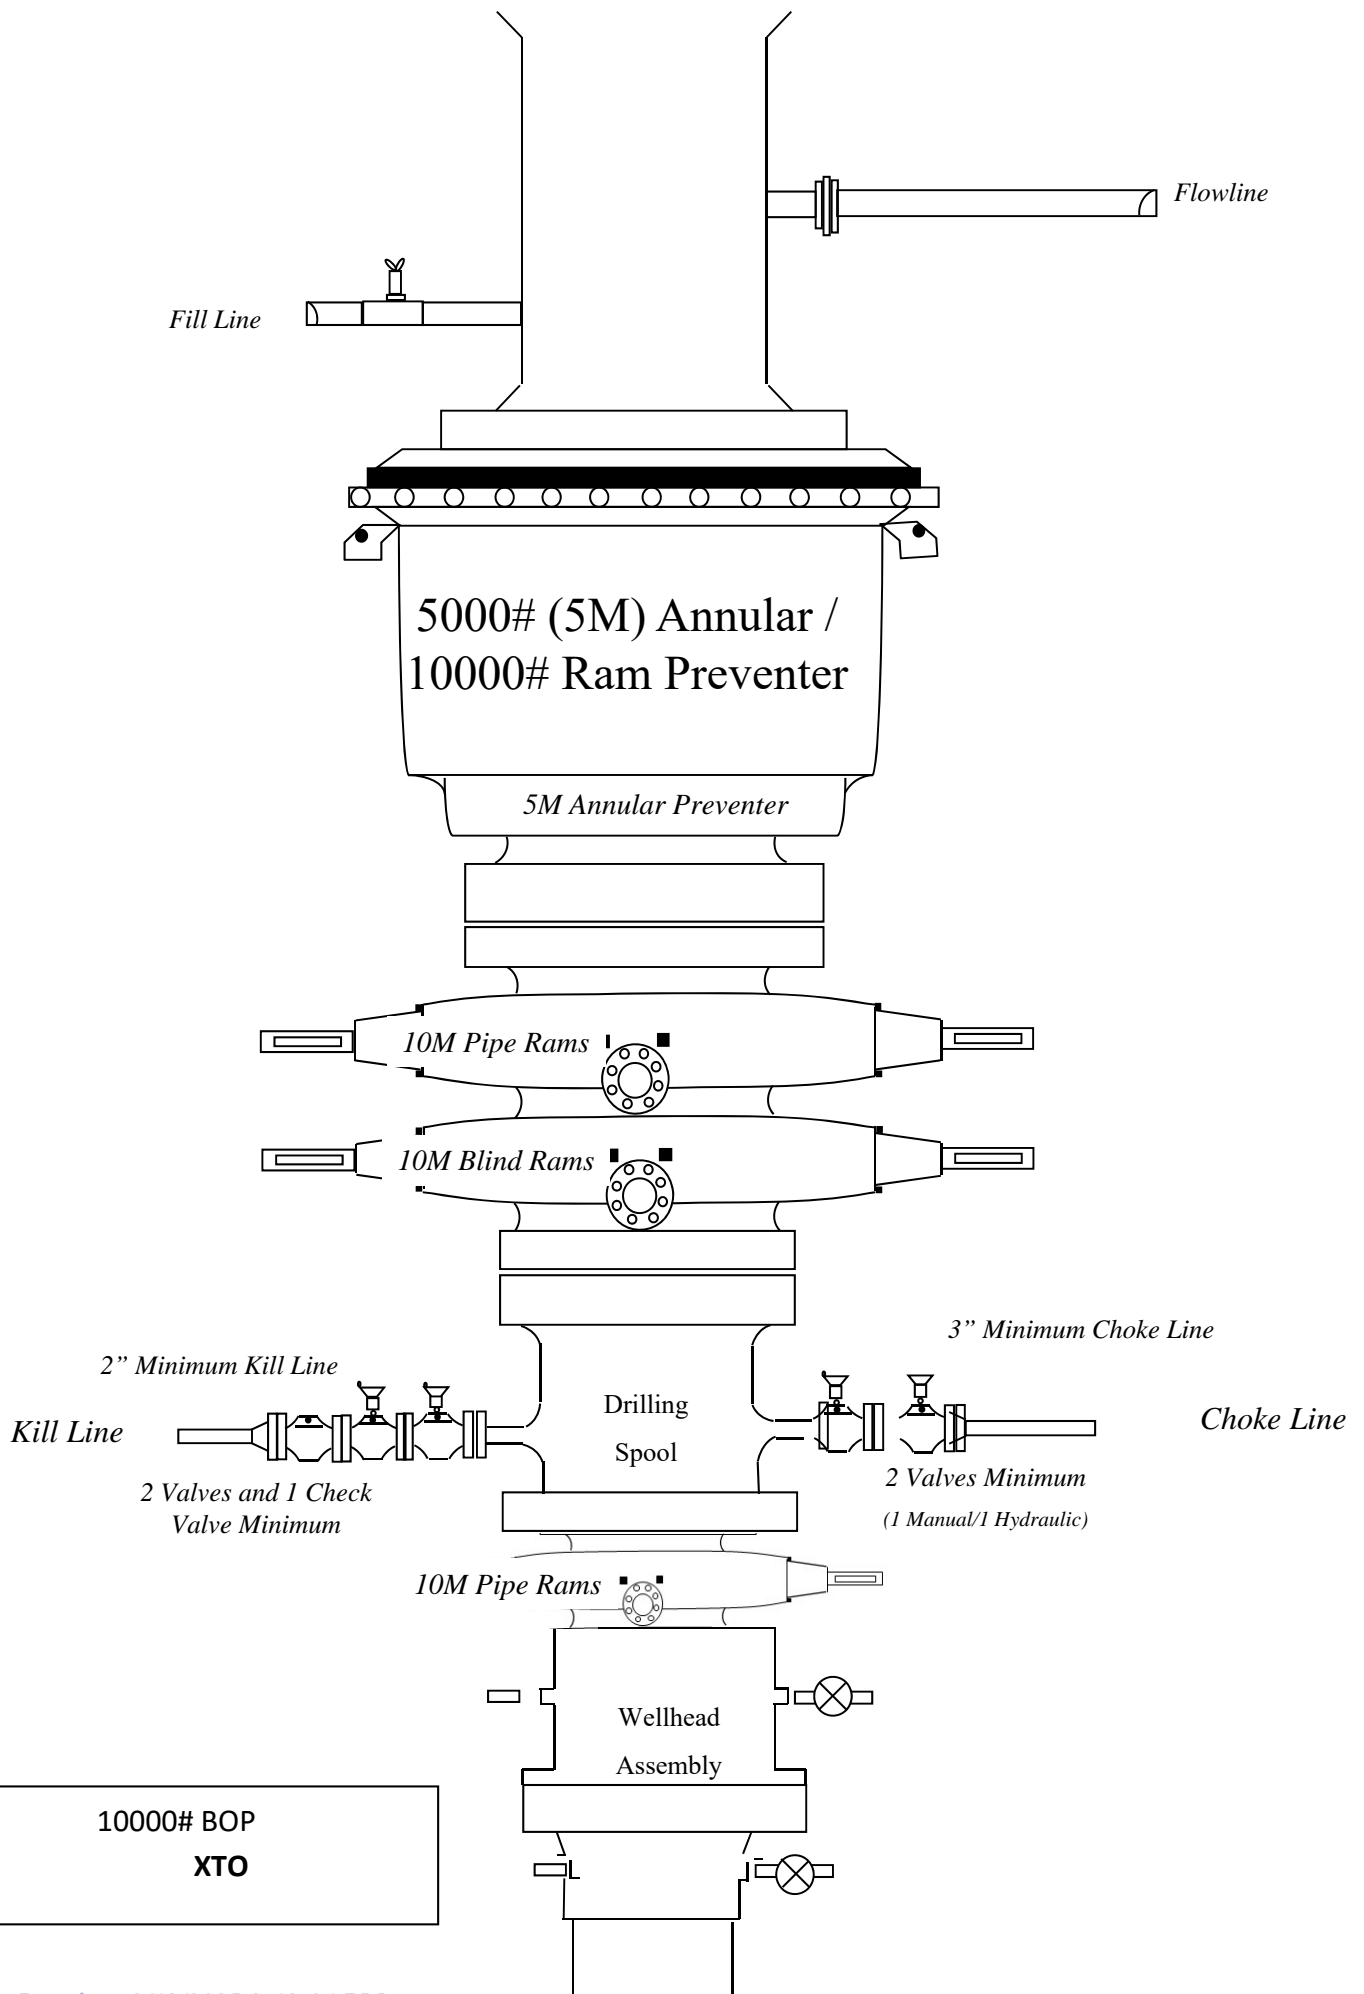 Flowline
Fill Line
5000# (5M) Annular /
10000# Ram Preventer
5M Annular Preventer
10M Pipe Rams
10M Blind Rams
3” Minimum Choke Line
2” Minimum Kill Line
Drilling
Spool
Kill Line
Choke Line
2 Valves and 1 Check
Valve Minimum
2 Valves Minimum
(1 Manual/1 Hydraulic)
10M Pipe Rams
Wellhead
Assembly
10000# BOP
XTO